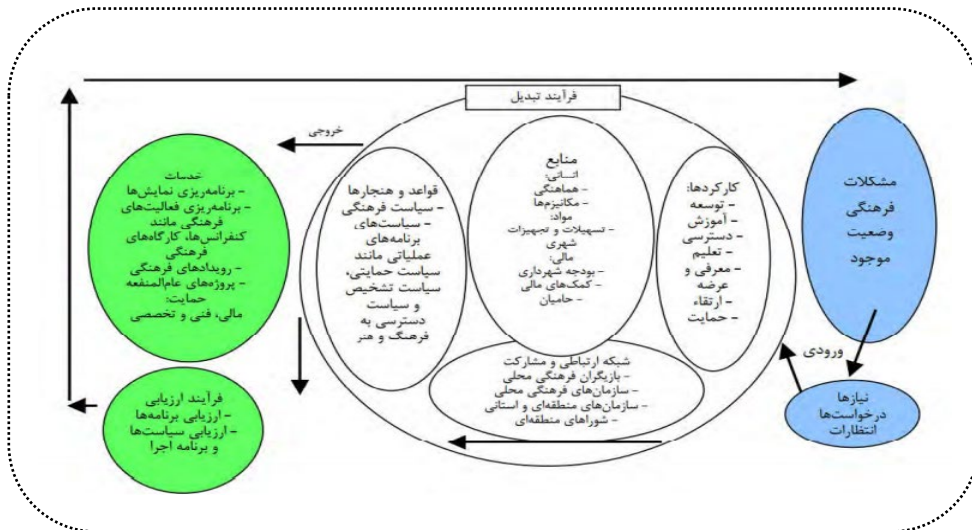 فرآیند تبدیل
مشکلات
فرهنگی
وضعیت
موجود
ورودی
نیازها
درخواست‌ها
انتظارات
کارکردها:
- توسعه
- آموزش
- دسترسی
- تعلیم
- معرفی و
عرضه
- ارتقاء
- حمایت
منابع
انسانی:
- هماهنگی
- مکانیزم‌ها
مواد:
- تسهیلات و تجهیزات
شهری
مالی:
- بودجه شهرداری
- کمک‌های مالی
- حامیان
قواعد و هنجارها
- سیاست فرهنگی
- سیاست‌های
برنامه‌های
عملیاتی مانند
سیاست حمایتی،
سیاست تشخیص
و سیاست
دسترسی به
فرهنگ و هنر
شبکه ارتباطی و مشارکت
- بازیگران فرهنگی محلی
- سازمان‌های فرهنگی محلی
- سازمان‌های منطقه‌ای و استانی
- شوراهای منطقه‌ای
خروجی
خدمات
- برنامه‌ریزی نمایش‌ها
- برنامه‌ریزی فعالیت‌های
فرهنگی مانند
کنفرانس‌ها، کارگاه‌های
فرهنگی
- رویدادهای فرهنگی
- پروژه‌های عام‌المنفعه
حمایت:
مالی، فنی و تخصصی
فرآیند ارزیابی
- ارزیابی برنامه‌ها
- ارزیابی سیاست‌ها
و برنامه اجرا